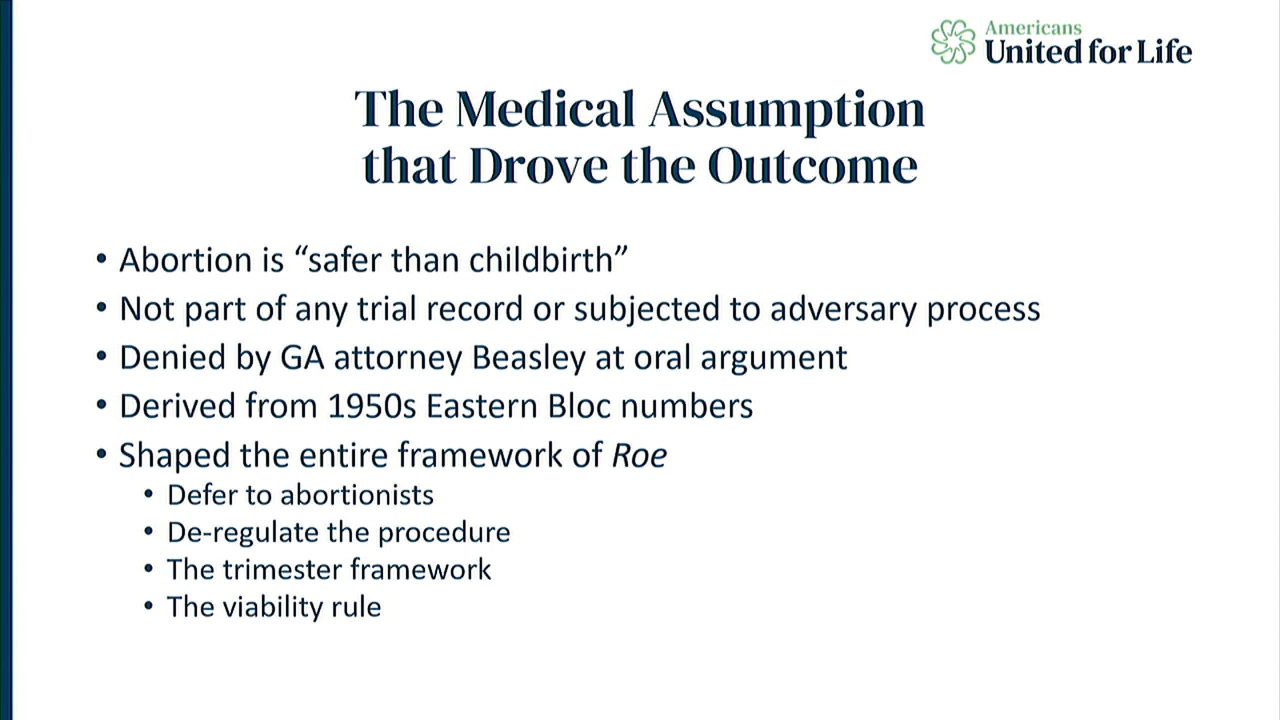 Americans
United for Life
The Medical Assumption
that Drove the Outcome
• Abortion is “safer than childbirth”
• Not part of any trial record or subjected to adversary process
• Denied by GA attorney Beasley at oral argument
• Derived from 1950s Eastern Bloc numbers
• Shaped the entire framework of Roe
• Defer to abortionists
• De-regulate the procedure
• The trimester framework
• The viability rule